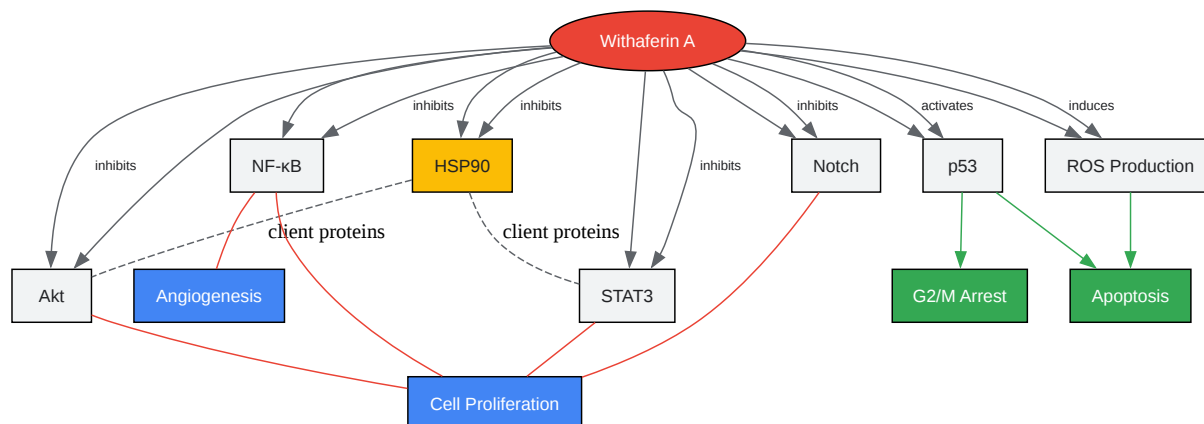 Withaferin A
inhibits
inhibits
inhibits
activates
induces
inhibits
inhibits
NF-κB
HSP90
Notch
p53
ROS Production
client proteins
client proteins
Akt
Angiogenesis
STAT3
G2/M Arrest
Apoptosis
Cell Proliferation